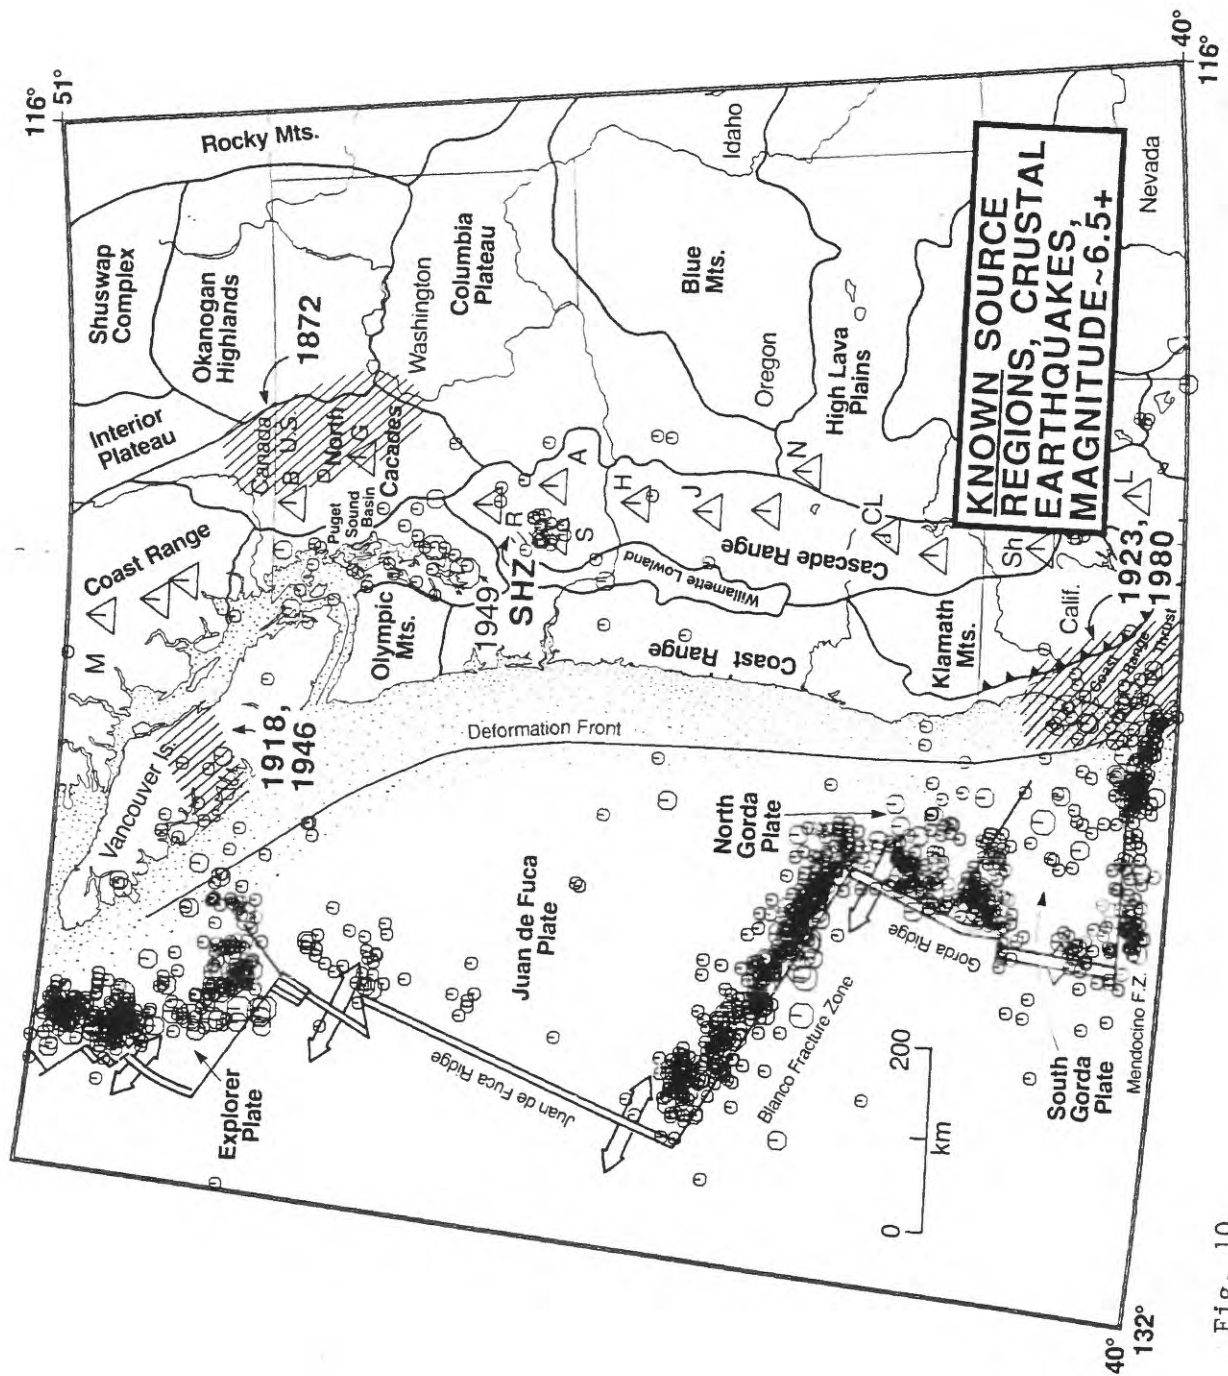 116°
51°
Rocky Mts.
Shuswap
Complex
Okanogan
Highlands
1872
Interior
Plateau
Canada
U.S.
B
North
Cacades
G
Washington
Columbia
Plateau
Puget
Sound
Basin
Coast Range
M
Olympic
Mts.
1949
SHZ
R
A
S
H
J
N
CL
Sh
L
Blue
Mts.
Oregon
Idaho
High Lava
Plains
Nevada
Cascade Range
Willamette Lowland
Coast Range
Klamath
Mts.
Calif.
KNOWN SOURCE
REGIONS, CRUSTAL
EARTHQUAKES,
MAGNITUDE~6.5+
1923,
1980
Coast
Range
Thrust
40°
116°
Vancouver Is.
1918,
1946
Deformation Front
Explorer
Plate
Juan de Fuca
Plate
Juan de Fuca Ridge
North
Gorda
Plate
Gorda Ridge
Blanco Fracture Zone
South
Gorda
Plate
Mendocino F.Z.
0
200
km
40°
132°
Fig. 10